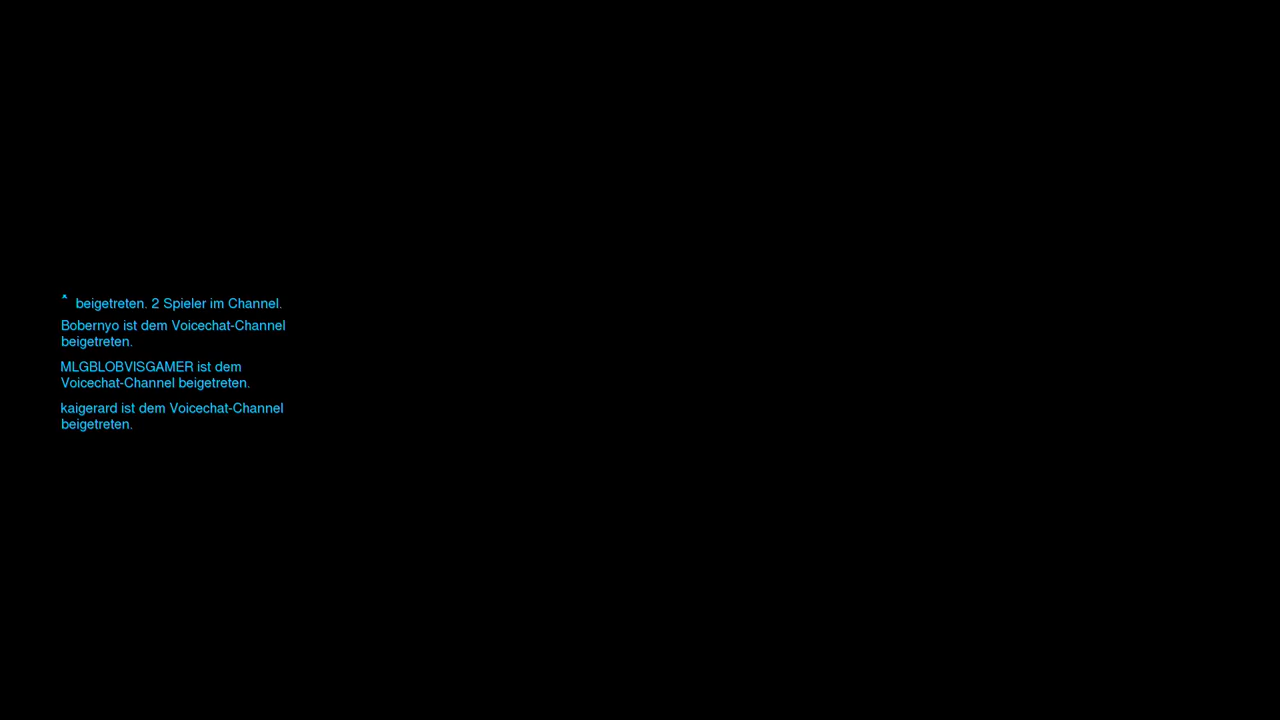 ^ beigetreten. 2 Spieler im Channel.
Bobernyo ist dem Voicechat-Channel
beigetreten.
MLGBLOBVISGAMER ist dem
Voicechat-Channel beigetreten.
kaigerard ist dem Voicechat-Channel
beigetreten.